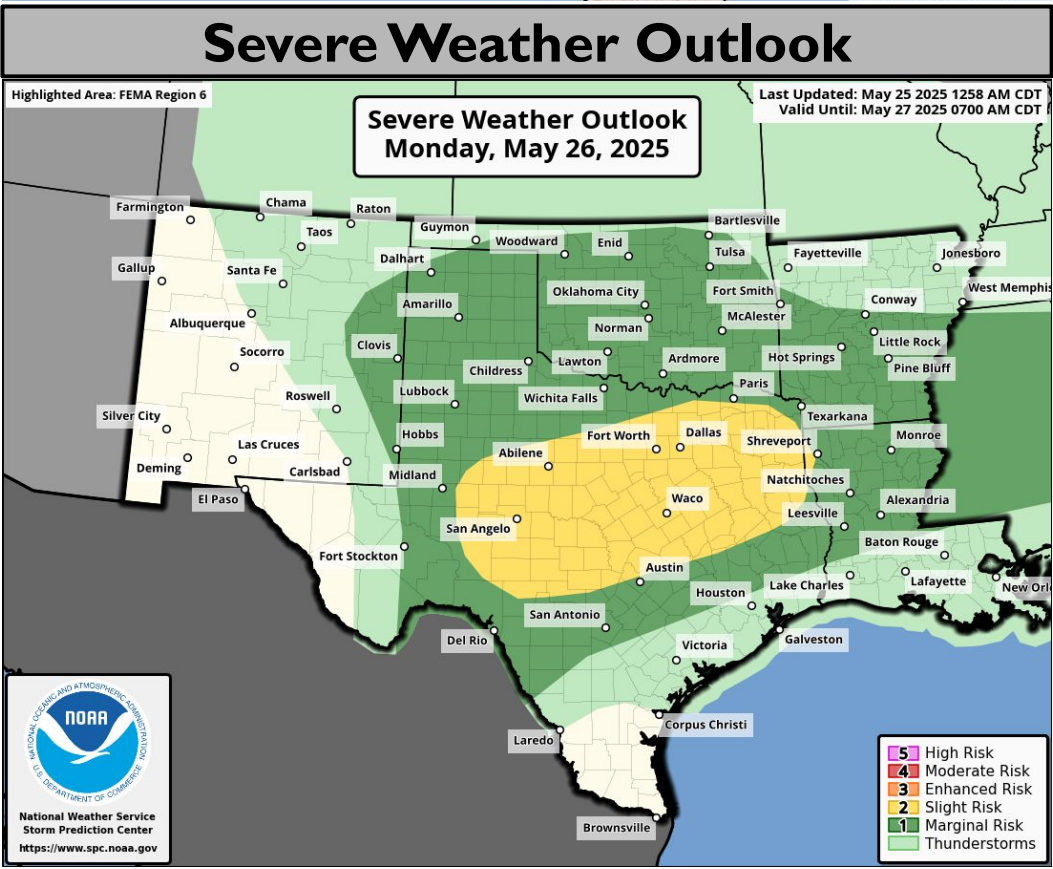 Severe Weather Outlook
Highlighted Area: FEMA Region 6
Last Updated: May 25 2025 1258 AM CDT
Valid Until: May 27 2025 0700 AM CDT
Severe Weather Outlook
Monday, May 26, 2025
Farmington
Chama
Raton
Taos
Guymon
Bartlesville
Woodward
Enid
Tulsa
Fayetteville
Jonesboro
Dalhart
Gallup
Santa Fe
Oklahoma City
Fort Smith
West Memphis
Amarillo
Conway
Albuquerque
Norman
McAlester
Socorro
Clovis
Little Rock
Childress
Lawton
Ardmore
Hot Springs
Pine Bluff
Roswell
Lubbock
Wichita Falls
Paris
Silver City
Texarkana
Hobbs
Fort Worth
Dallas
Shreveport
Monroe
Las Cruces
Abilene
Deming
Carlsbad
Midland
Natchitoches
El Paso
Waco
Alexandria
San Angelo
Leesville
Fort Stockton
Baton Rouge
Austin
Houston
Lake Charles
Lafayette
New Orl
San Antonio
Del Rio
Victoria
Galveston
Corpus Christi
Laredo
Brownsville
NATIONAL OCEANIC AND ATMOSPHERIC ADMINISTRATION
NOAA
U.S. DEPARTMENT OF COMMERCE
National Weather Service
Storm Prediction Center
https://www.spc.noaa.gov
5 High Risk
4 Moderate Risk
3 Enhanced Risk
2 Slight Risk
1 Marginal Risk
Thunderstorms